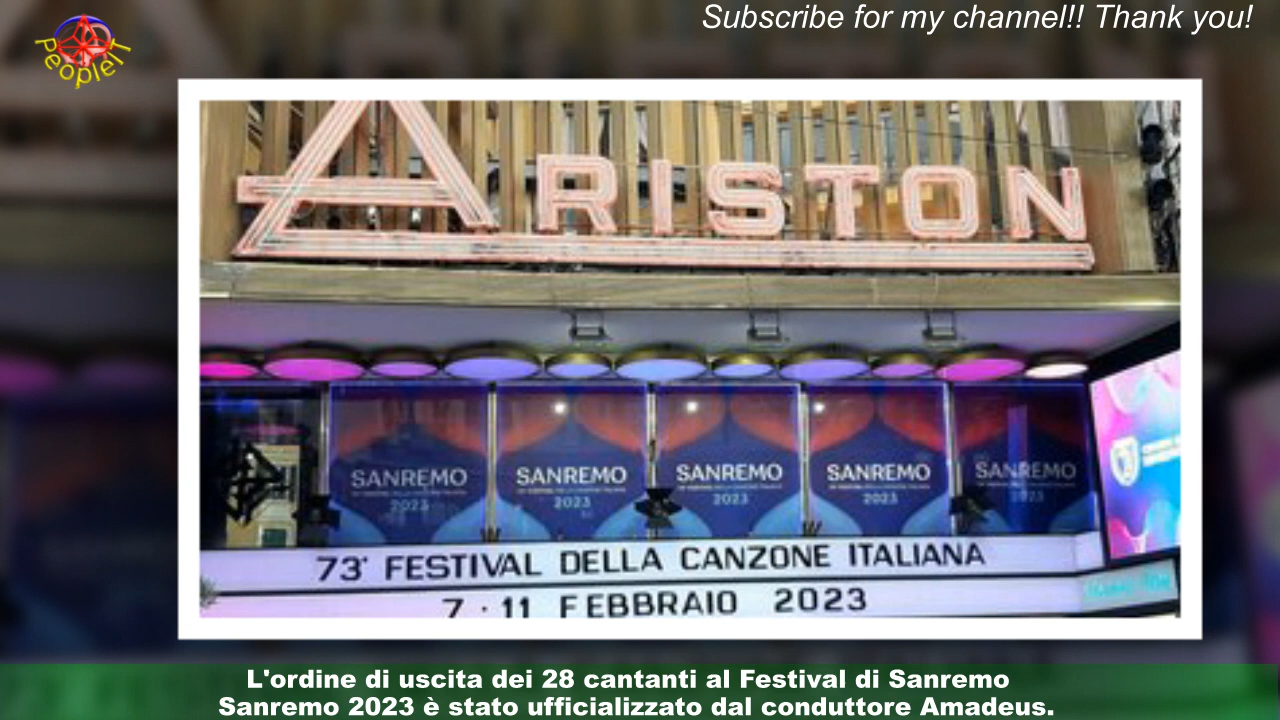 Subscribe for my channel!! Thank you!
PeopleIT
ARISTON
SANREMO SANREMO SANREMO SANREMO SANREMO
2023 2023 2023 2023 2023
73° FESTIVAL DELLA CANZONE ITALIANA
7 · 11 FEBBRAIO 2023
L'ordine di uscita dei 28 cantanti al Festival di Sanremo
Sanremo 2023 è stato ufficializzato dal conduttore Amadeus.